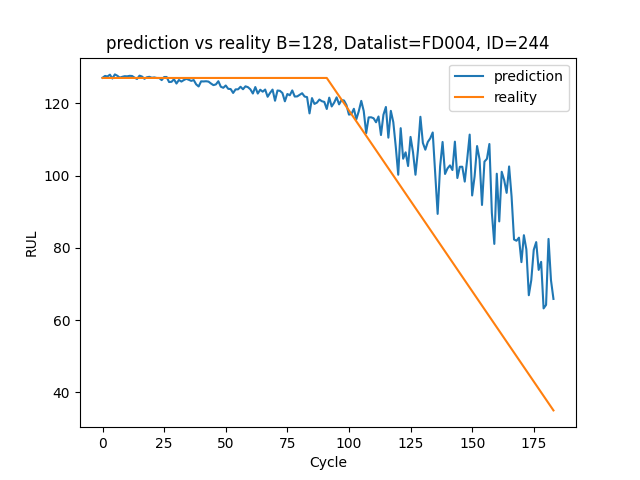 prediction vs reality B=128, Datalist=FD004, ID=244
prediction
reality
RUL
120
100
80
60
40
0 25 50 75 100 125 150 175
Cycle